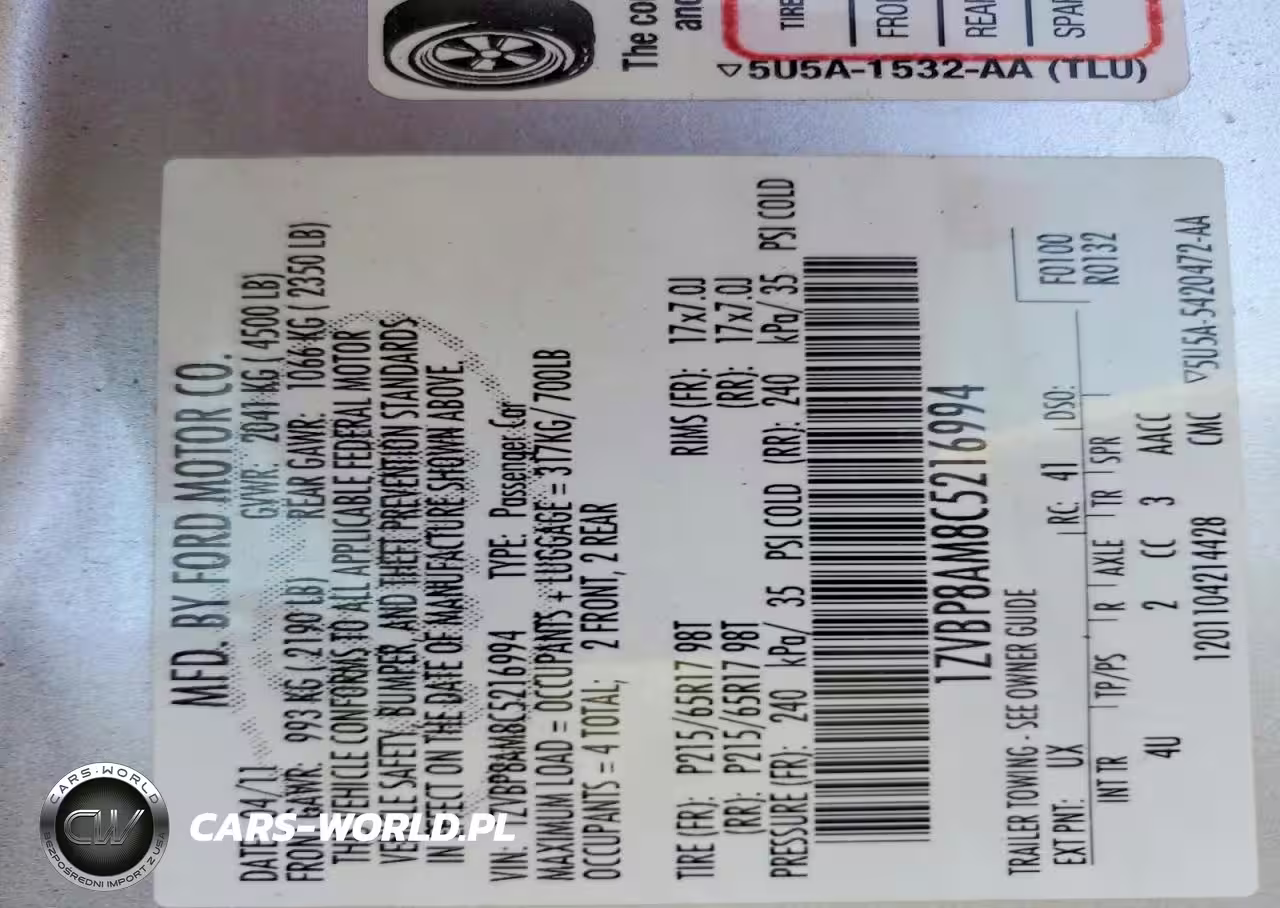 The co
and
TIRE
FRO
REAR
SPA
▽5U5A-1532-AA (TLU)
MFD. BY FORD MOTOR CO.
DATE: 04/11 GVWR: 2041 KG ( 4500 LB)
FRONT GAWR: 993 KG ( 2190 LB) REAR GAWR: 1066 KG ( 2350 LB)
THIS VEHICLE CONFORMS TO ALL APPLICABLE FEDERAL MOTOR
VEHICLE SAFETY, BUMPER, AND THEFT PREVENTION STANDARDS
IN EFFECT ON THE DATE OF MANUFACTURE SHOWN ABOVE.
VIN: 1ZVBP8AM8C5216994 TYPE: Passenger Car
MAXIMUM LOAD = OCCUPANTS + LUGGAGE = 317KG/700LB
OCCUPANTS = 4 TOTAL; 2 FRONT, 2 REAR
TIRE (FR): P215/65R17 98T RIMS (FR): 17x7.0J
(RR): P215/65R17 98T (RR): 17x7.0J
PRESSURE (FR): 240 kPa/ 35 PSI COLD (RR): 240 kPa/ 35 PSI COLD
1ZVBP8AM8C5216994
TRAILER TOWING - SEE OWNER GUIDE
F0100
R0132
EXT PNT: UX RC: 41 DSO:
INT TR TP/PS R AXLE TR SPR
4U 2 CC 3 AACC
1201104214428 CMC ▽5U5A-5420472-AA
CARS-WORLD
CW
BEZPOŚREDNI IMPORT Z USA
CARS-WORLD.PL